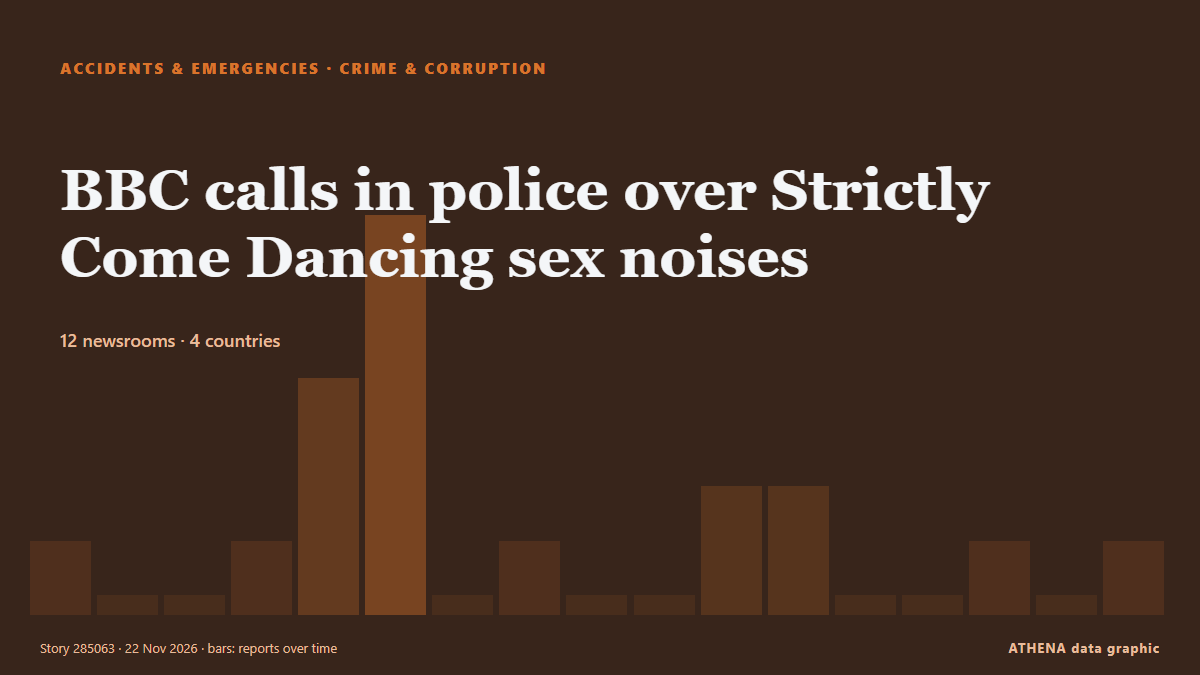 ACCIDENTS & EMERGENCIES · CRIME & CORRUPTION
BBC calls in police over Strictly
Come Dancing sex noises
12 newsrooms · 4 countries
Story 285063 · 22 Nov 2026 · bars: reports over time
ATHENA data graphic